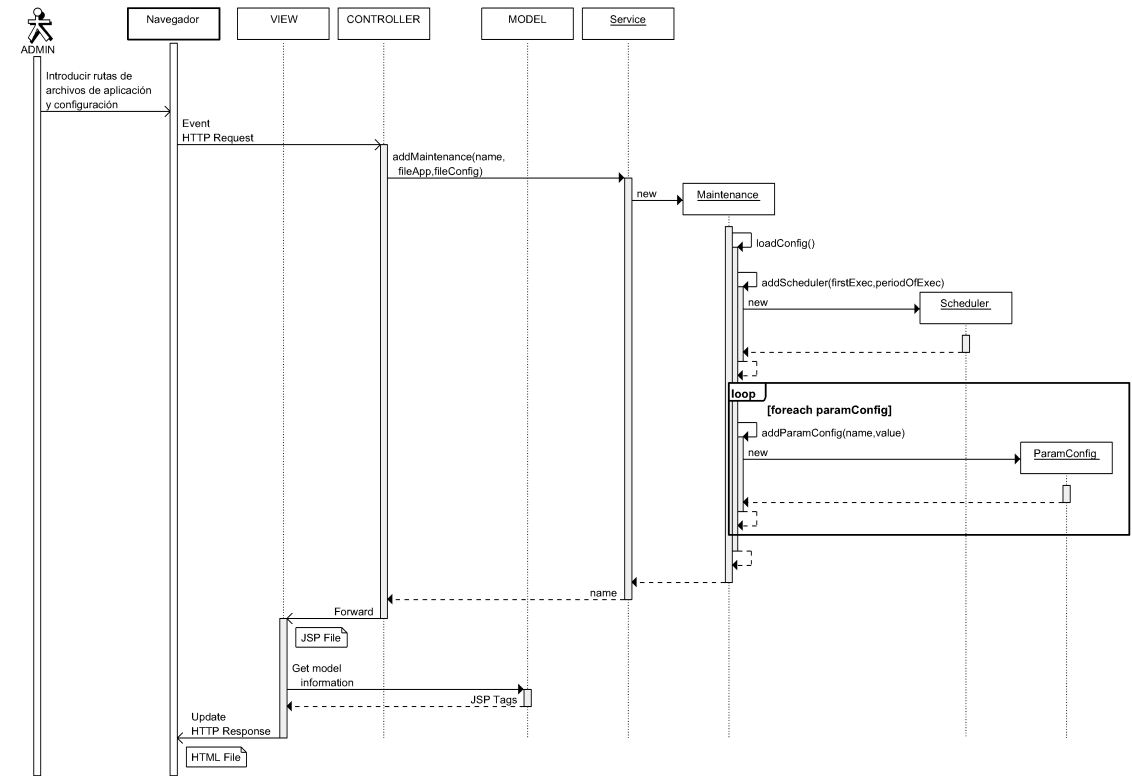 Navegador
VIEW
CONTROLLER
MODEL
Service
ADMIN
Introducir rutas de
archivos de aplicación
y configuración
Event
HTTP Request
addMaintenance(name,
fileApp,fileConfig)
new
Maintenance
loadConfig()
addScheduler(firstExec,periodOfExec)
new
Scheduler
loop
[foreach paramConfig]
addParamConfig(name,value)
new
ParamConfig
name
Forward
JSP File
Get model
information
JSP Tags
Update
HTTP Response
HTML File